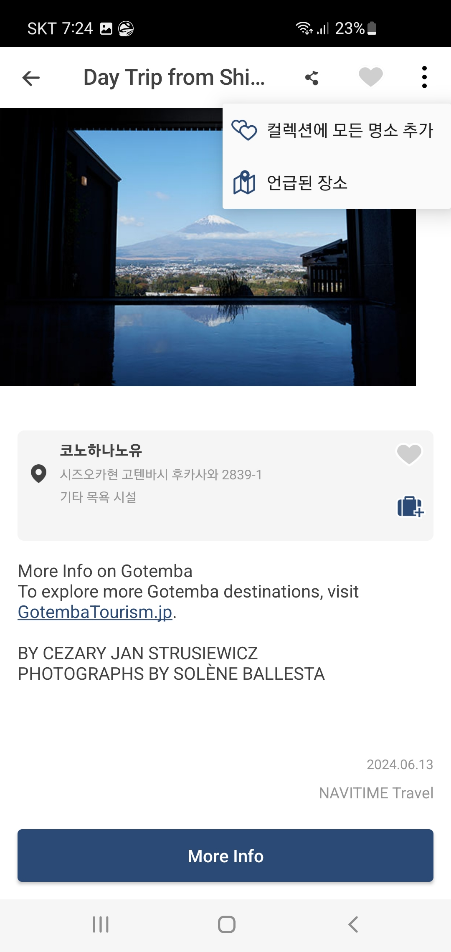 SKT 7:24 23%
Day Trip from Shi...
컬렉션에 모든 명소 추가
언급된 장소
코노하나노유
시즈오카현 고텐바시 후카사와 2839-1
기타 목욕 시설
More Info on Gotemba
To explore more Gotemba destinations, visit
GotembaTourism.jp.
BY CEZARY JAN STRUSIEWICZ
PHOTOGRAPHS BY SOLÈNE BALLESTA
2024.06.13
NAVITIME Travel
More Info